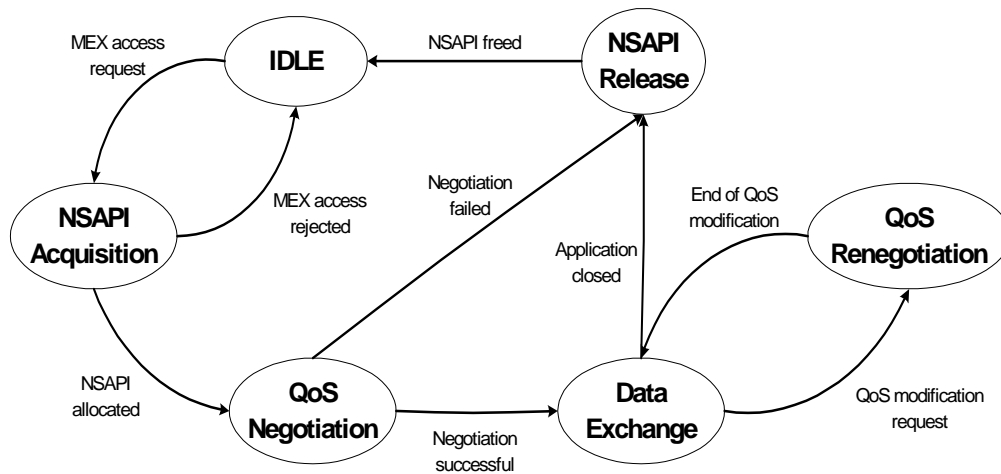 MEX access
request
IDLE
NSAPI freed
NSAPI
Release
NSAPI
Acquisition
MEX access
rejected
Negotiation
failed
Application
closed
End of QoS
modification
QoS
Renegotiation
NSAPI
allocated
QoS
Negotiation
Negotiation
successful
Data
Exchange
QoS modification
request